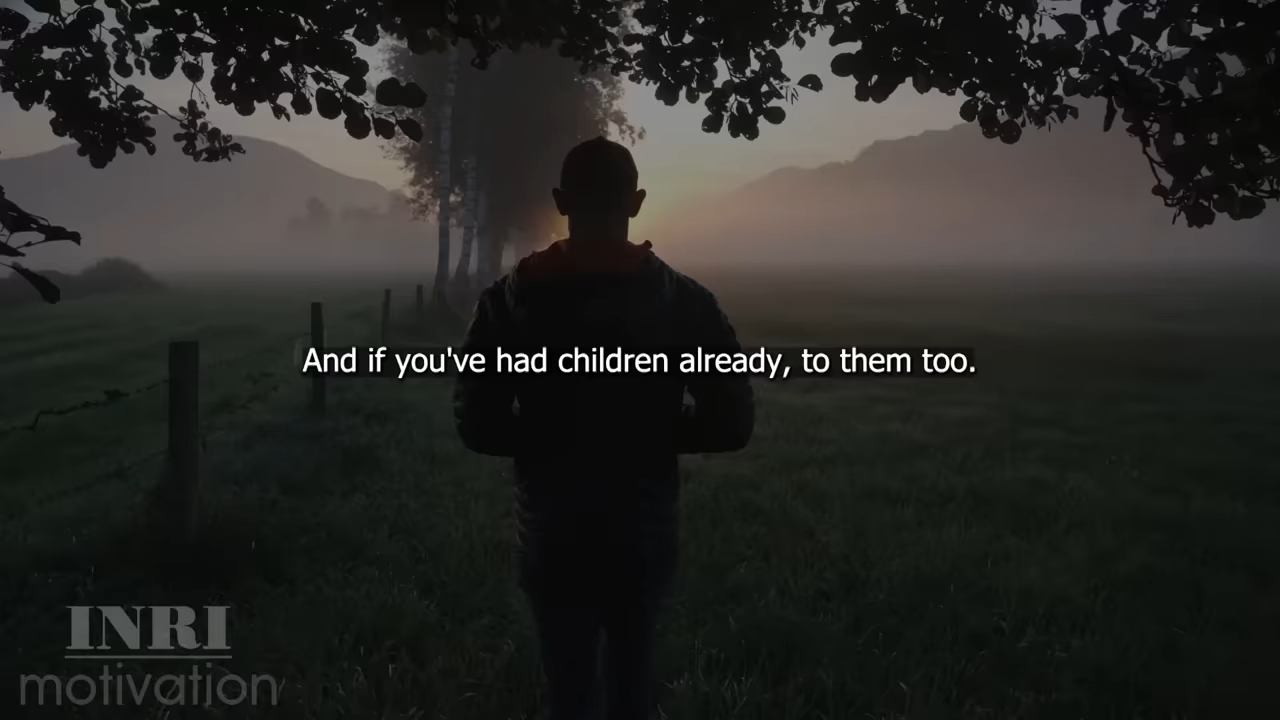 And if you've had children already, to them too.
INRI
motivation